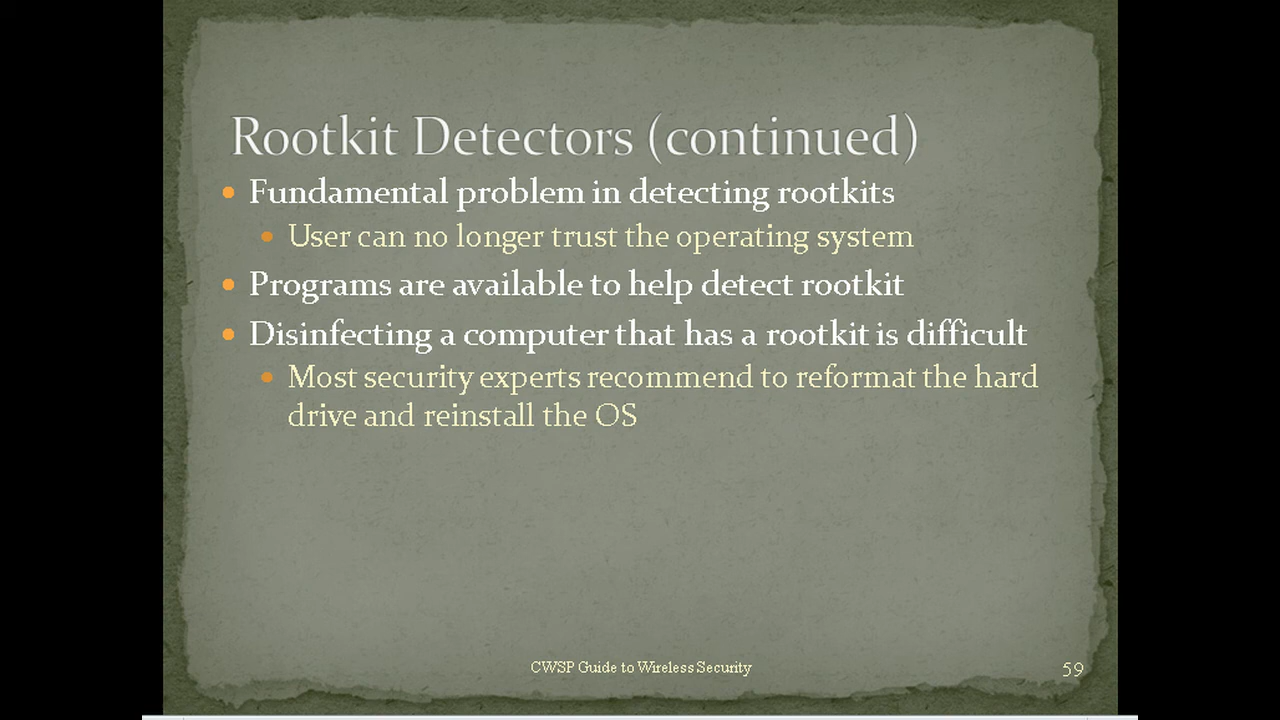 Rootkit Detectors (continued)
• Fundamental problem in detecting rootkits
• User can no longer trust the operating system
• Programs are available to help detect rootkit
• Disinfecting a computer that has a rootkit is difficult
• Most security experts recommend to reformat the hard
drive and reinstall the OS
CWSP Guide to Wireless Security
59